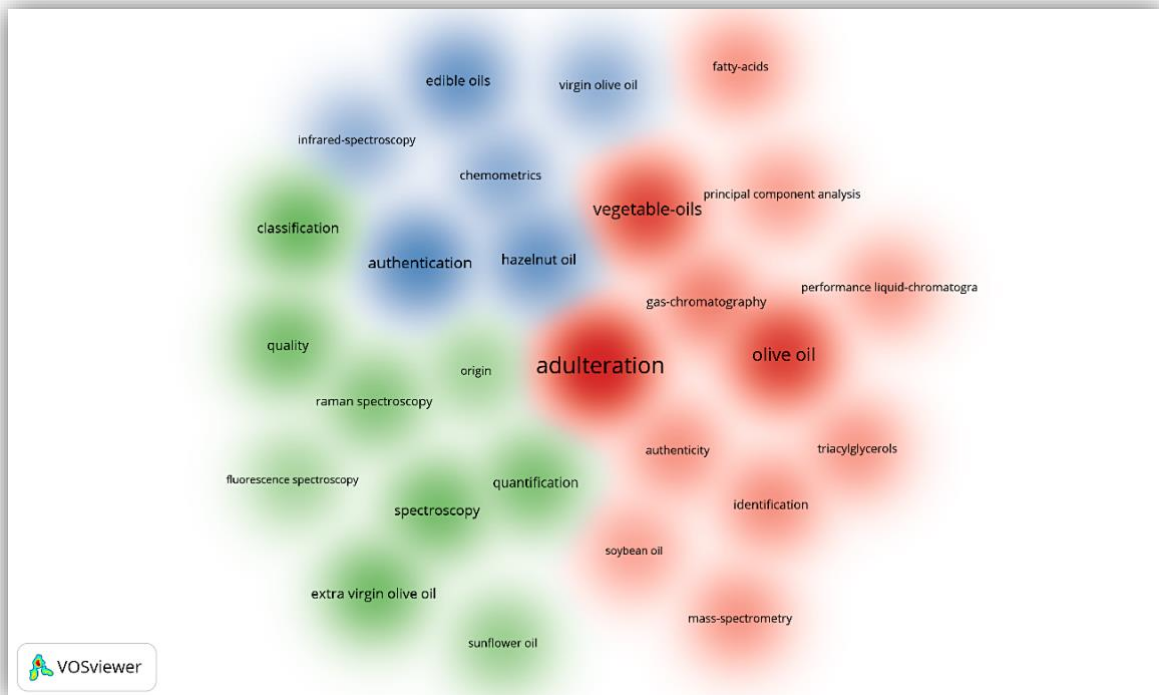 fatty-acids
edible oils
virgin olive oil
infrared-spectroscopy
chemometrics
principal component analysis
vegetable-oils
classification
authentication
hazelnut oil
performance liquid-chromatogra
gas-chromatography
quality
olive oil
adulteration
origin
raman spectroscopy
authenticity
triacylglycerols
fluorescence spectroscopy
quantification
identification
spectroscopy
soybean oil
extra virgin olive oil
mass-spectrometry
sunflower oil
VOSviewer